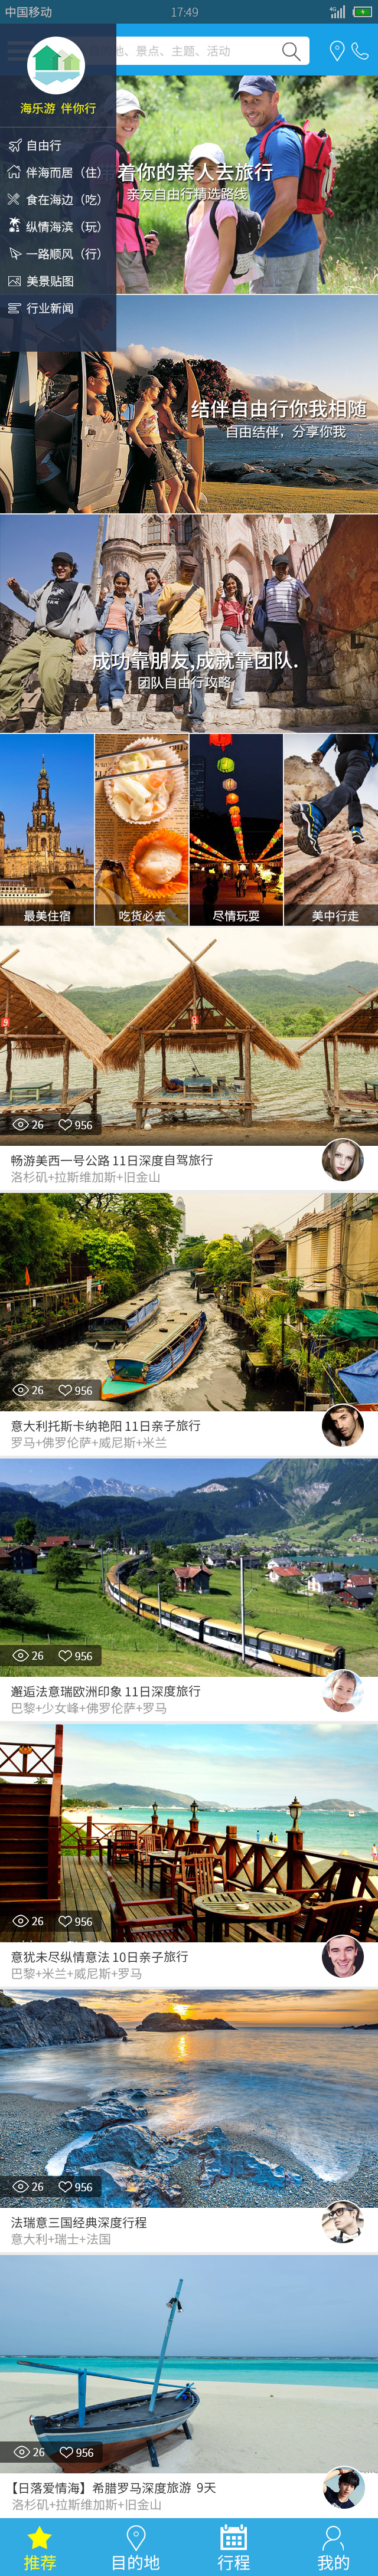 中国移动
17:49
4G
地、景点、主题、活动
海乐游 伴你行
自由行
伴海而居（住）
食在海边（吃）
纵情海滨（玩）
一路顺风（行）
美景贴图
行业新闻
着你的亲人去旅行
亲友自由行精选路线
结伴自由行你我相随
自由结伴，分享你我
成功靠朋友,成就靠团队.
团队自由行攻略
最美住宿
吃货必去
尽情玩耍
美中行走
9
9
26
956
畅游美西一号公路 11日深度自驾旅行
洛杉矶+拉斯维加斯+旧金山
26
956
意大利托斯卡纳艳阳 11日亲子旅行
罗马+佛罗伦萨+威尼斯+米兰
26
956
邂逅法意瑞欧洲印象 11日深度旅行
巴黎+少女峰+佛罗伦萨+罗马
26
956
意犹未尽纵情意法 10日亲子旅行
巴黎+米兰+威尼斯+罗马
26
956
法瑞意三国经典深度行程
意大利+瑞士+法国
26
956
【日落爱情海】希腊罗马深度旅游 9天
洛杉矶+拉斯维加斯+旧金山
推荐
目的地
行程
我的